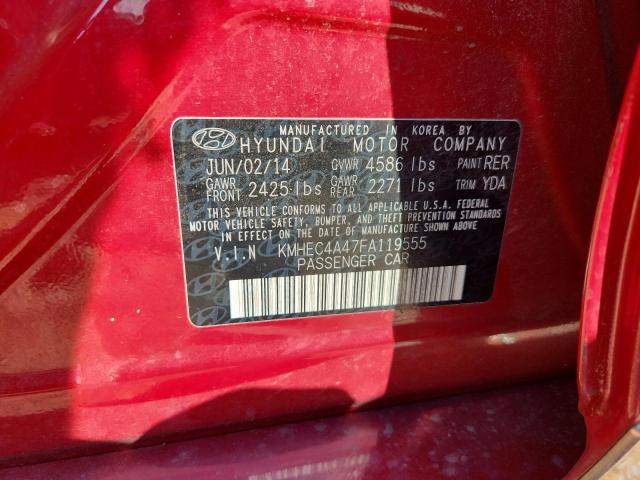 MANUFACTURED IN KOREA BY
HYUNDAI MOTOR COMPANY
JUN/02/14 GVWR 4586 lbs PAINT RER
GAWR FRONT 2425 lbs GAWR REAR 2271 lbs TRIM YDA
THIS VEHICLE CONFORMS TO ALL APPLICABLE U.S.A. FEDERAL
MOTOR VEHICLE SAFETY, BUMPER, AND THEFT PREVENTION STANDARDS
IN EFFECT ON THE DATE OF MANUFACTURE SHOWN ABOVE.
V.I.N KMHEC4A47FA119555
PASSENGER CAR